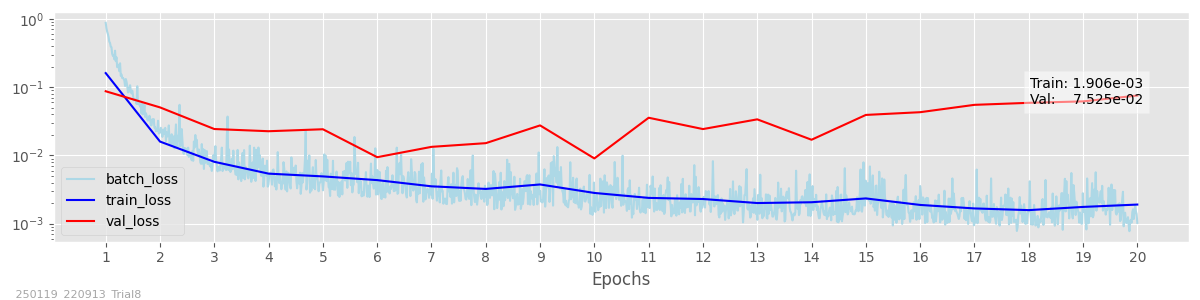 10⁰
10⁻¹
10⁻²
10⁻³
Train: 1.906e-03
Val: 7.525e-02
batch_loss
train_loss
val_loss
1 2 3 4 5 6 7 8 9 10 11 12 13 14 15 16 17 18 19 20
Epochs
250119_220913_Trial8